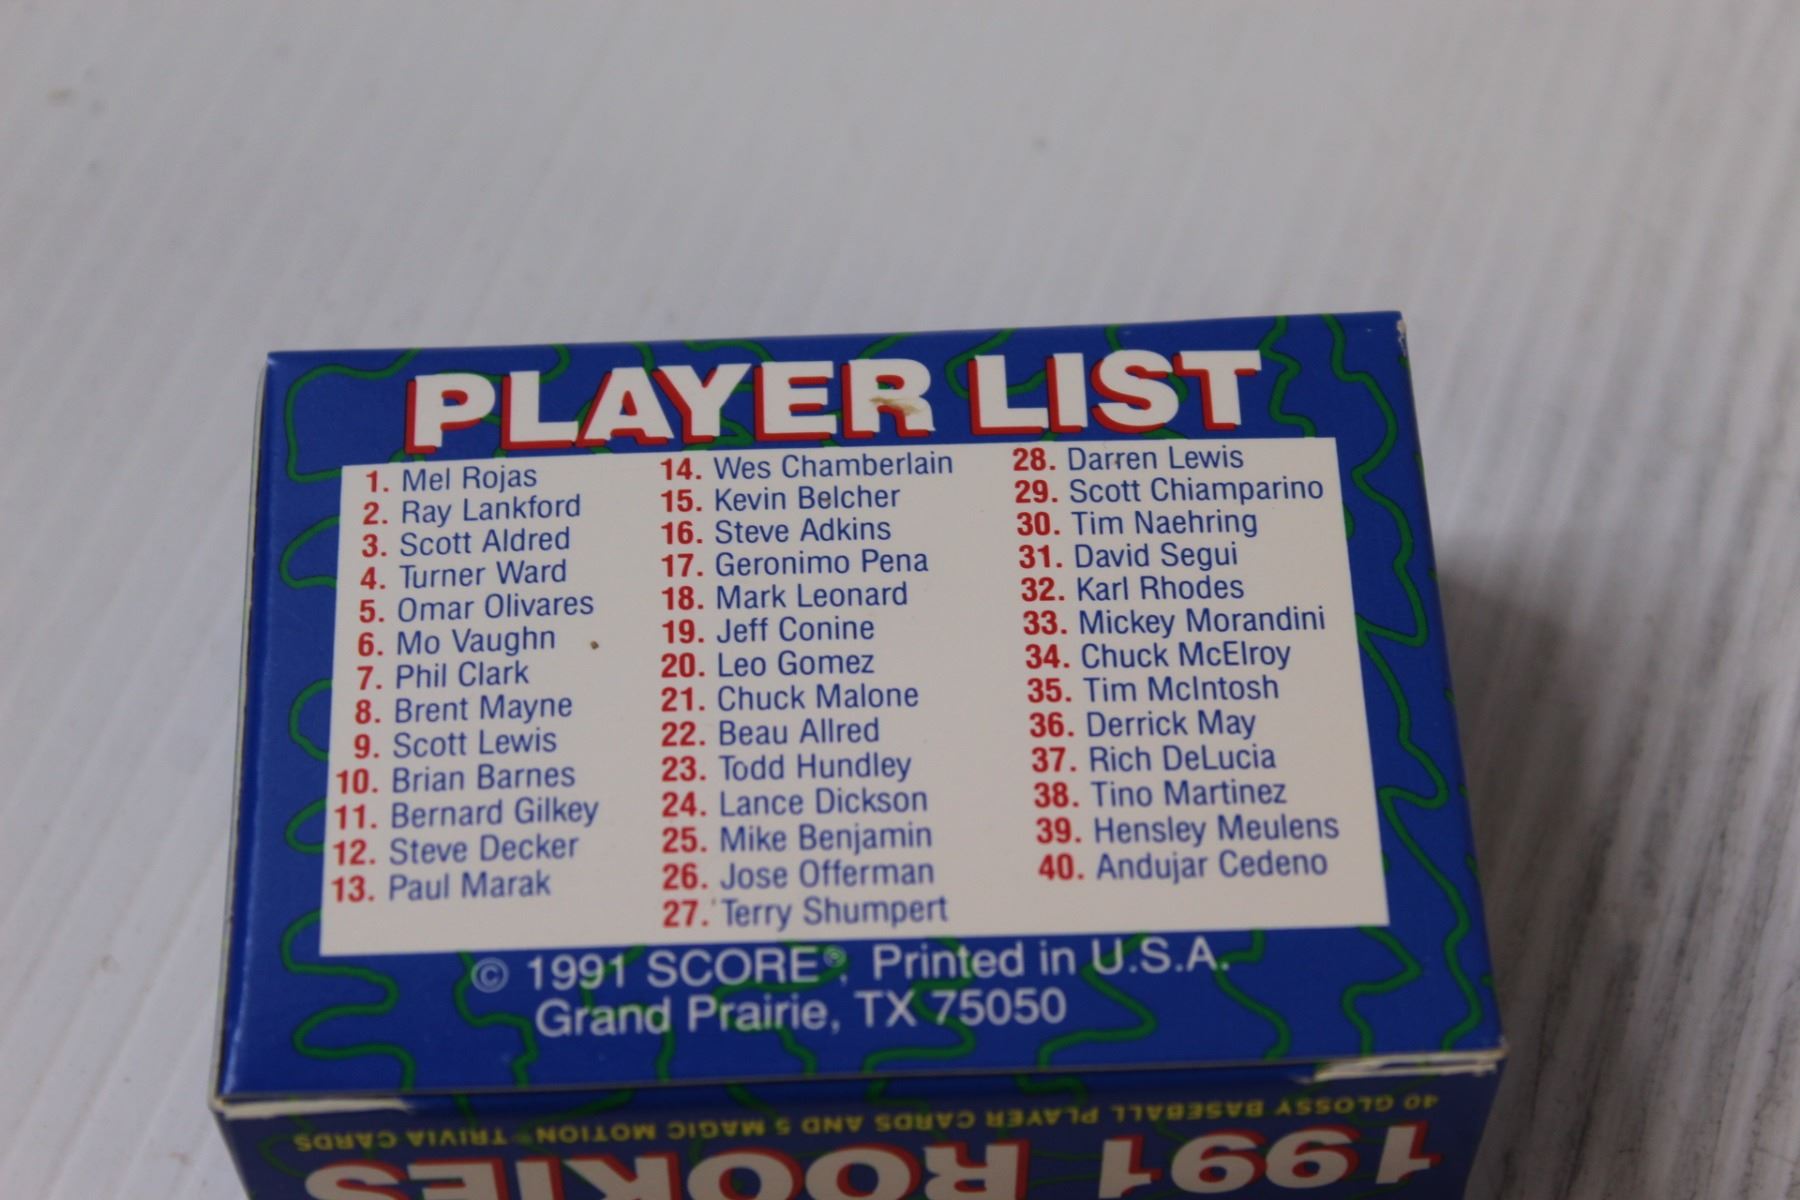 PLAYER LIST
1. Mel Rojas
2. Ray Lankford
3. Scott Aldred
4. Turner Ward
5. Omar Olivares
6. Mo Vaughn
7. Phil Clark
8. Brent Mayne
9. Scott Lewis
10. Brian Barnes
11. Bernard Gilkey
12. Steve Decker
13. Paul Marak
14. Wes Chamberlain
15. Kevin Belcher
16. Steve Adkins
17. Geronimo Pena
18. Mark Leonard
19. Jeff Conine
20. Leo Gomez
21. Chuck Malone
22. Beau Allred
23. Todd Hundley
24. Lance Dickson
25. Mike Benjamin
26. Jose Offerman
27. Terry Shumpert
28. Darren Lewis
29. Scott Chiamparino
30. Tim Naehring
31. David Segui
32. Karl Rhodes
33. Mickey Morandini
34. Chuck McElroy
35. Tim McIntosh
36. Derrick May
37. Rich DeLucia
38. Tino Martinez
39. Hensley Meulens
40. Andujar Cedeno
© 1991 SCORE®, Printed in U.S.A.
Grand Prairie, TX 75050
40 GLOSSY BASEBALL PLAYER CARDS AND 5 MAGIC MOTION® TRIVIA CARDS
1991 ROOKIES